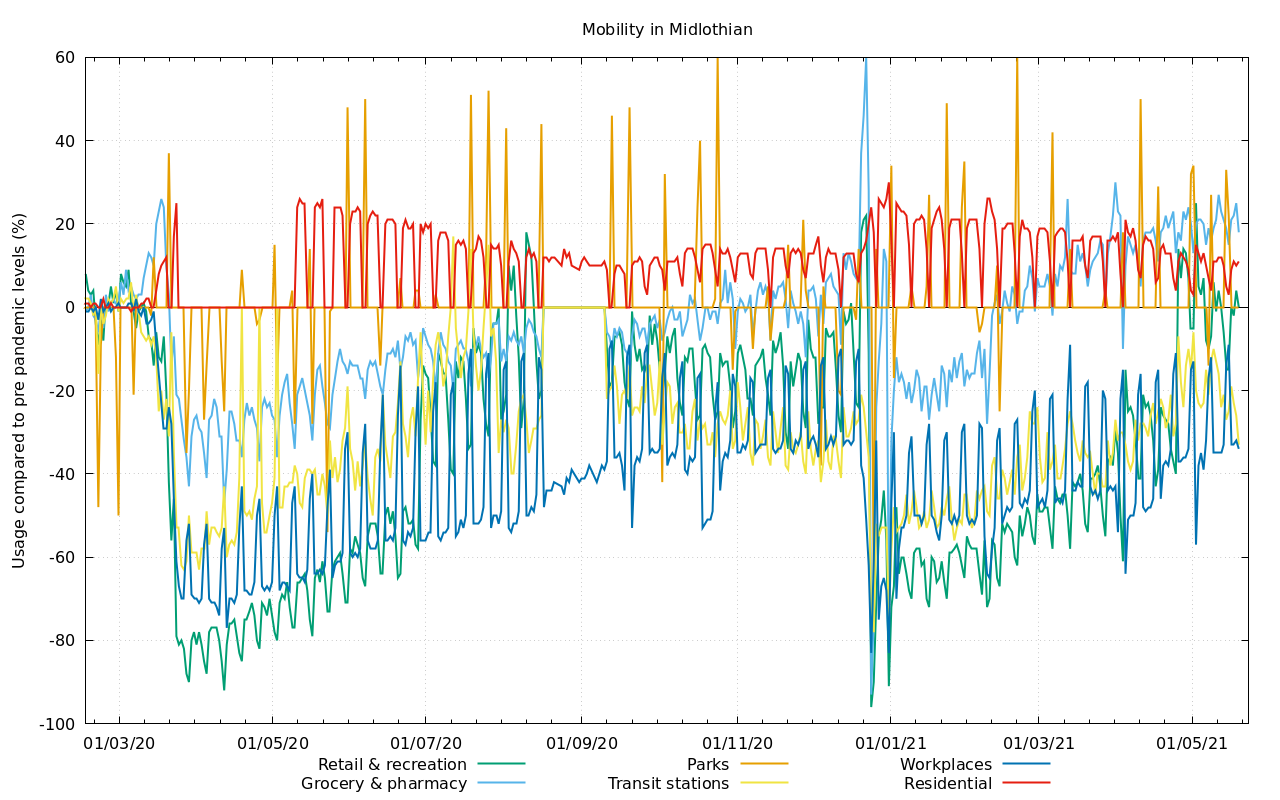 Mobility in Midlothian
Usage compared to pre pandemic levels (%)
60
40
20
0
-20
-40
-60
-80
-100
01/03/20 01/05/20 01/07/20 01/09/20 01/11/20 01/01/21 01/03/21 01/05/21
Retail & recreation Parks Workplaces
Grocery & pharmacy Transit stations Residential